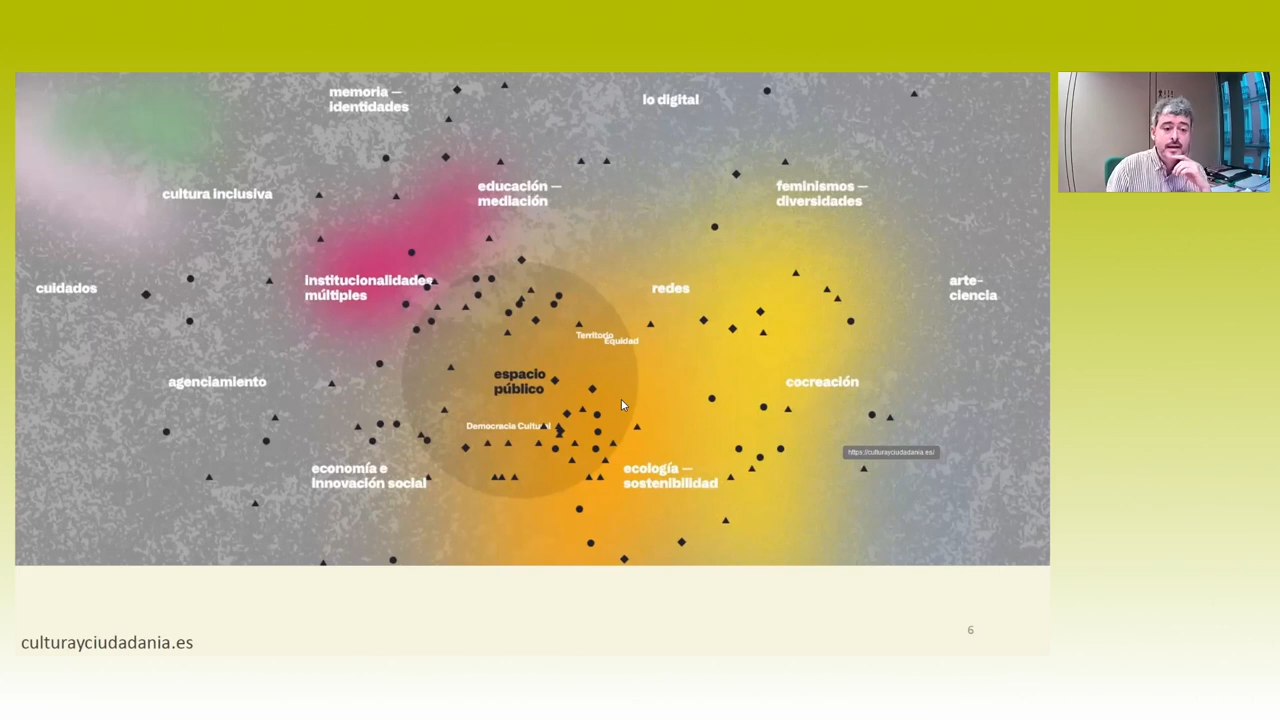 memoria —
identidades
lo digital
cultura inclusiva
educación —
mediación
feminismos —
diversidades
cuidados
institucionalidades
múltiples
redes
arte-
ciencia
Territorio
Equidad
espacio
público
agenciamiento
cocreación
Democracia Cultural
https://culturayciudadania.es/
economía e
innovación social
ecología —
sostenibilidad
culturayciudadania.es
6